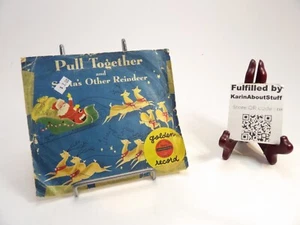 Pull Together
and
Santa's Other Reindeer
golden
record
Fulfilled by
KarinAboutStuff